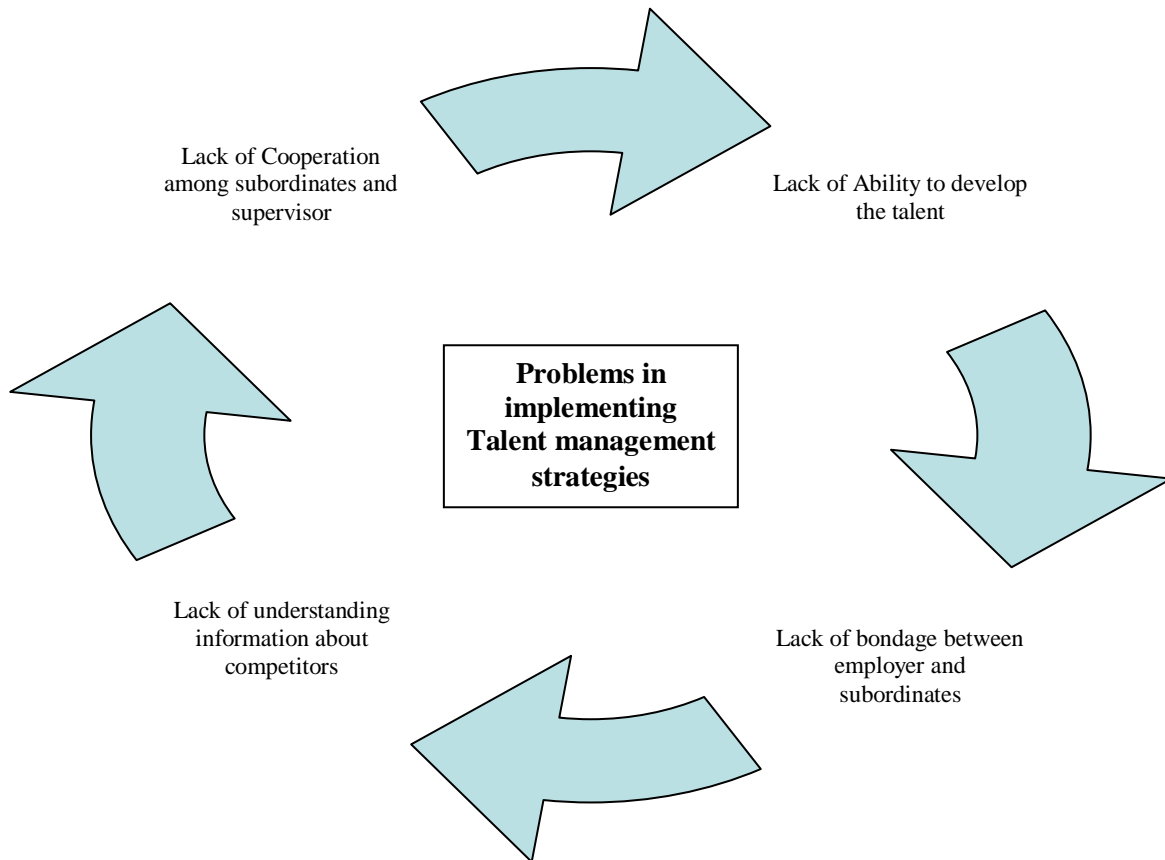 Lack of Cooperation
among subordinates and
supervisor
Lack of Ability to develop
the talent
Problems in
implementing
Talent management
strategies
Lack of understanding
information about
competitors
Lack of bondage between
employer and
subordinates